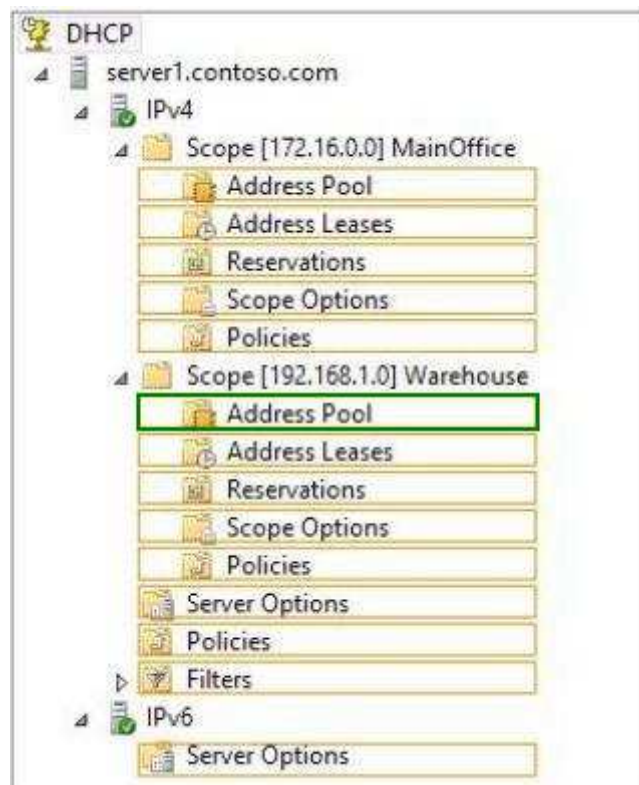 DHCP
server1.contoso.com
IPv4
Scope [172.16.0.0] MainOffice
Address Pool
Address Leases
Reservations
Scope Options
Policies
Scope [192.168.1.0] Warehouse
Address Pool
Address Leases
Reservations
Scope Options
Policies
Server Options
Policies
Filters
IPv6
Server Options